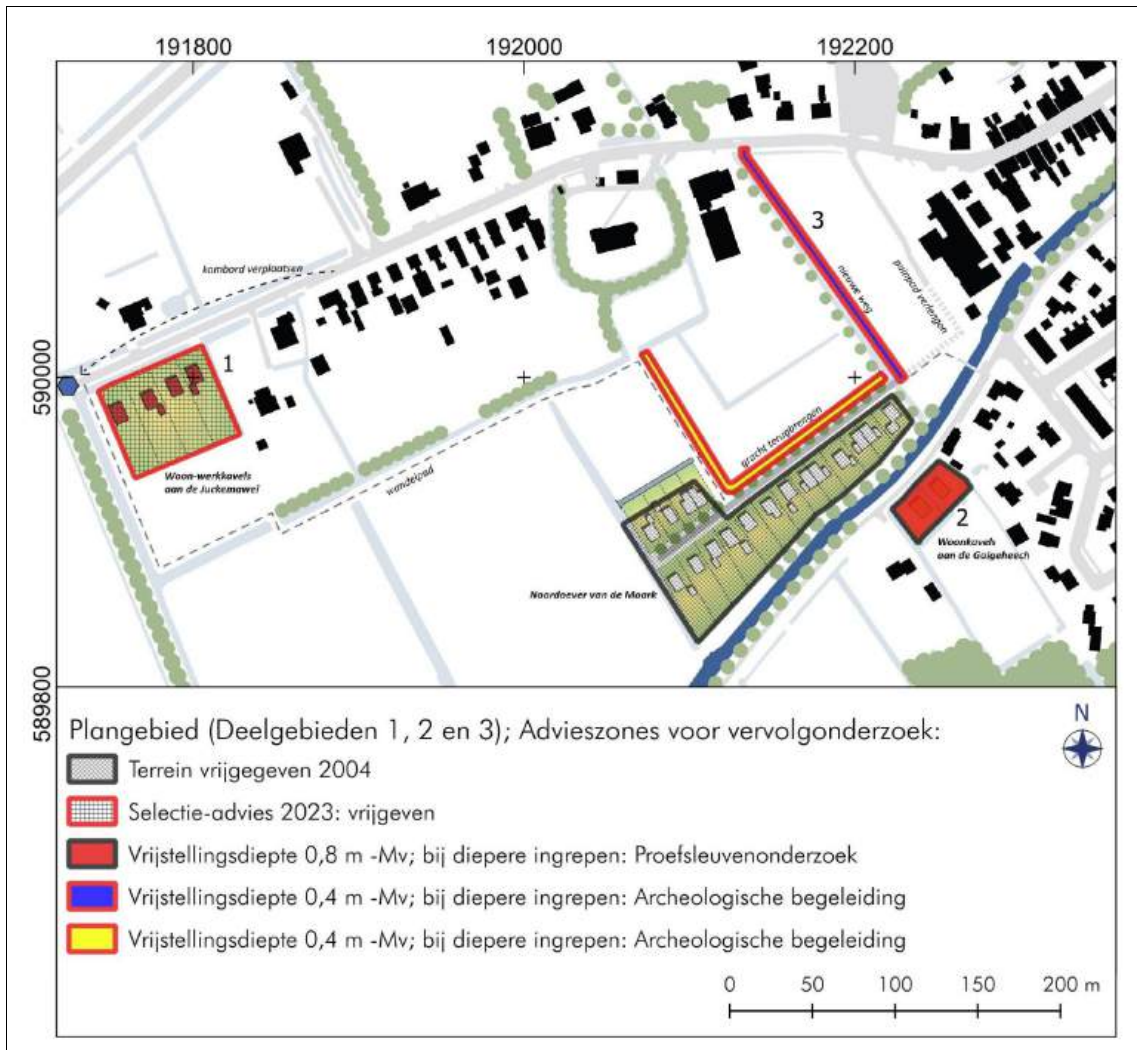 191800
192000
192200
590000
589800
kombord verplaatsen
1
Woon-werkkavels
aan de Juckemawei
wandelpad
3
nieuwe weg
puinpad verlengen
gracht terugbrengen
2
Woonkavels
aan de Galgeheech
Noordoever van de Moark
Plangebied (Deelgebieden 1, 2 en 3); Advieszones voor vervolgonderzoek:
N
Terrein vrijgegeven 2004
Selectie-advies 2023: vrijgeven
Vrijstellingsdiepte 0,8 m -Mv; bij diepere ingrepen: Proefsleuvenonderzoek
Vrijstellingsdiepte 0,4 m -Mv; bij diepere ingrepen: Archeologische begeleiding
Vrijstellingsdiepte 0,4 m -Mv; bij diepere ingrepen: Archeologische begeleiding
0 50 100 150 200 m